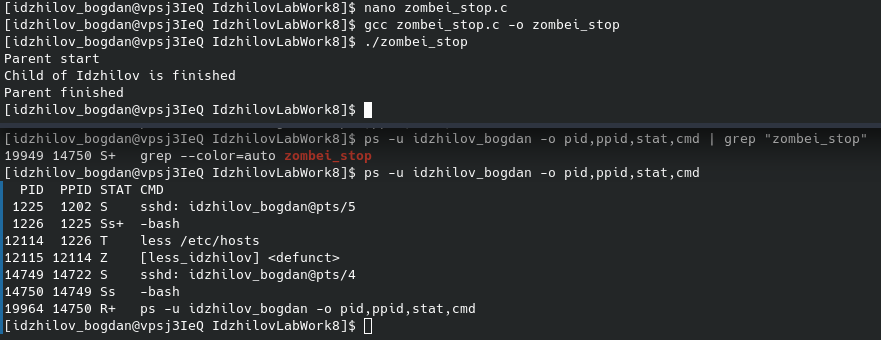 [idzhilov_bogdan@vpsj3IeQ IdzhilovLabWork8]$ nano zombei_stop.c
[idzhilov_bogdan@vpsj3IeQ IdzhilovLabWork8]$ gcc zombei_stop.c -o zombei_stop
[idzhilov_bogdan@vpsj3IeQ IdzhilovLabWork8]$ ./zombei_stop
Parent start
Child of Idzhilov is finished
Parent finished
[idzhilov_bogdan@vpsj3IeQ IdzhilovLabWork8]$
[idzhilov_bogdan@vpsj3IeQ IdzhilovLabWork8]$ ps -u idzhilov_bogdan -o pid,ppid,stat,cmd | grep "zombei_stop"
19949 14750 S+   grep --color=auto zombei_stop
[idzhilov_bogdan@vpsj3IeQ IdzhilovLabWork8]$ ps -u idzhilov_bogdan -o pid,ppid,stat,cmd
  PID  PPID STAT CMD
 1225  1202 S    sshd: idzhilov_bogdan@pts/5
 1226  1225 Ss+  -bash
12114  1226 T    less /etc/hosts
12115 12114 Z    [less_idzhilov] <defunct>
14749 14722 S    sshd: idzhilov_bogdan@pts/4
14750 14749 Ss   -bash
19964 14750 R+   ps -u idzhilov_bogdan -o pid,ppid,stat,cmd
[idzhilov_bogdan@vpsj3IeQ IdzhilovLabWork8]$